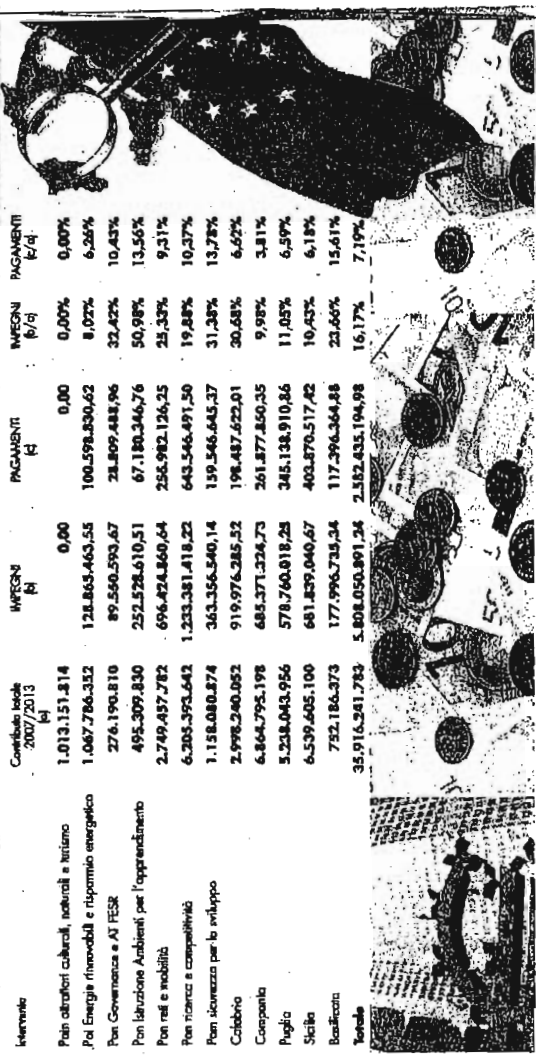 Intervento Contributo totale 2007/2013 (a) IMPEGNI (b) PAGAMENTI (c) IMPEGNI (b/a) PAGAMENTI (c/a)
Poin attrattori culturali, naturali e turismo 1.013.151.814 0,00 0,00 0,00% 0,00%
Poi Energie rinnovabili e risparmio energetico 1.067.786.352 128.865.463,55 100.598.830,62 8,02% 6,26%
Pon Governance e AT FESR 276.190.810 89.550.593,67 28.809.488,96 32,42% 10,43%
Pon Istruzione Ambienti per l'apprendimento 495.309.830 252.528.610,51 67.180.346,76 50,98% 13,56%
Pon reti e mobilità 2.749.457.782 696.424.860,64 256.982.126,25 25,33% 9,31%
Pon ricerca e competitività 6.205.393.642 1.233.381.418,22 643.546.491,50 19,88% 10,37%
Pon sicurezza per lo sviluppo 1.158.080.874 363.356.540,14 159.546.645,37 31,38% 13,78%
Calabria 2.998.240.052 919.976.285,52 198.487.622,01 30,68% 6,62%
Campania 6.864.795.198 685.371.324,73 261.877.850,35 9,98% 3,81%
Puglia 5.238.043.956 578.760.018,25 345.138.910,86 11,05% 6,59%
Sicilia 6.539.605.100 681.839.040,67 403.870.517,42 10,43% 6,18%
Basilicata 752.186.373 177.996.735,34 117.396.364,88 23,66% 15,61%
Totale 35.916.241.783 5.808.050.891,24 2.582.435.194,98 16,17% 7,19%